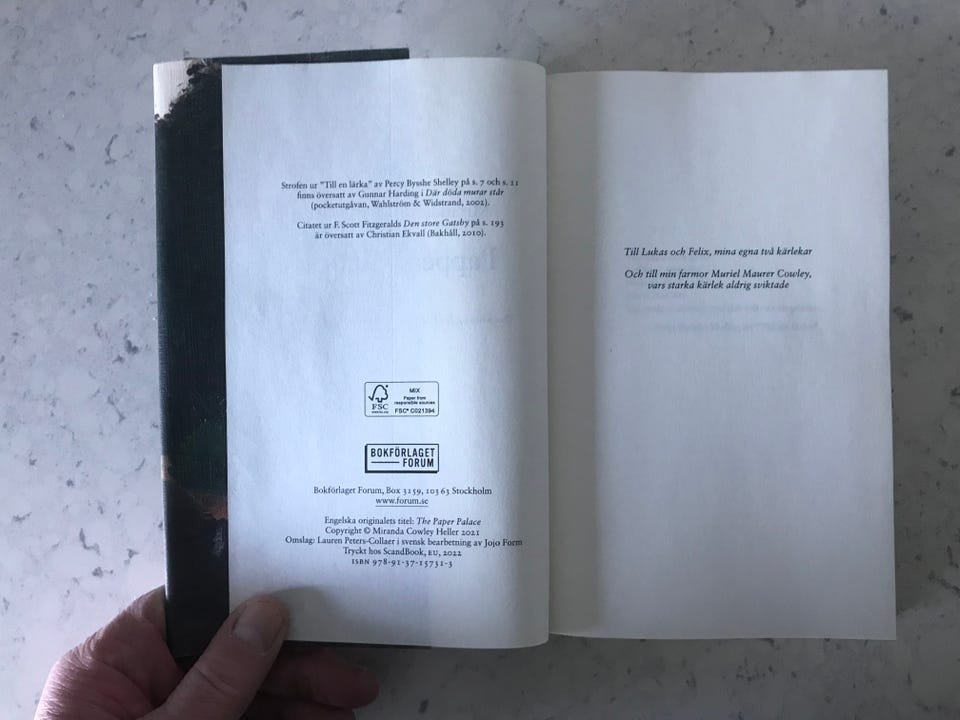 Strofen ur "Till en lärka" av Percy Bysshe Shelley på s. 7 och s. 11
finns översatt av Gunnar Harding i Där döda murar står
(pocketutgåvan, Wahlström & Widstrand, 2002).
Citatet ur F. Scott Fitzgeralds Den store Gatsby på s. 193
är översatt av Christian Ekvall (Bakhåll, 2010).
FSC
MIX
Paper from
responsible sources
FSC® C021394
BOKFÖRLAGET
FORUM
Bokförlaget Forum, Box 3159, 103 63 Stockholm
www.forum.se
Engelska originalets titel: The Paper Palace
Copyright © Miranda Cowley Heller 2021
Omslag: Lauren Peters-Collaer i svensk bearbetning av Jojo Form
Tryckt hos ScandBook, EU, 2022
ISBN 978-91-37-15731-3
Till Lukas och Felix, mina egna två kärlekar
Och till min farmor Muriel Maurer Cowley,
vars starka kärlek aldrig sviktade